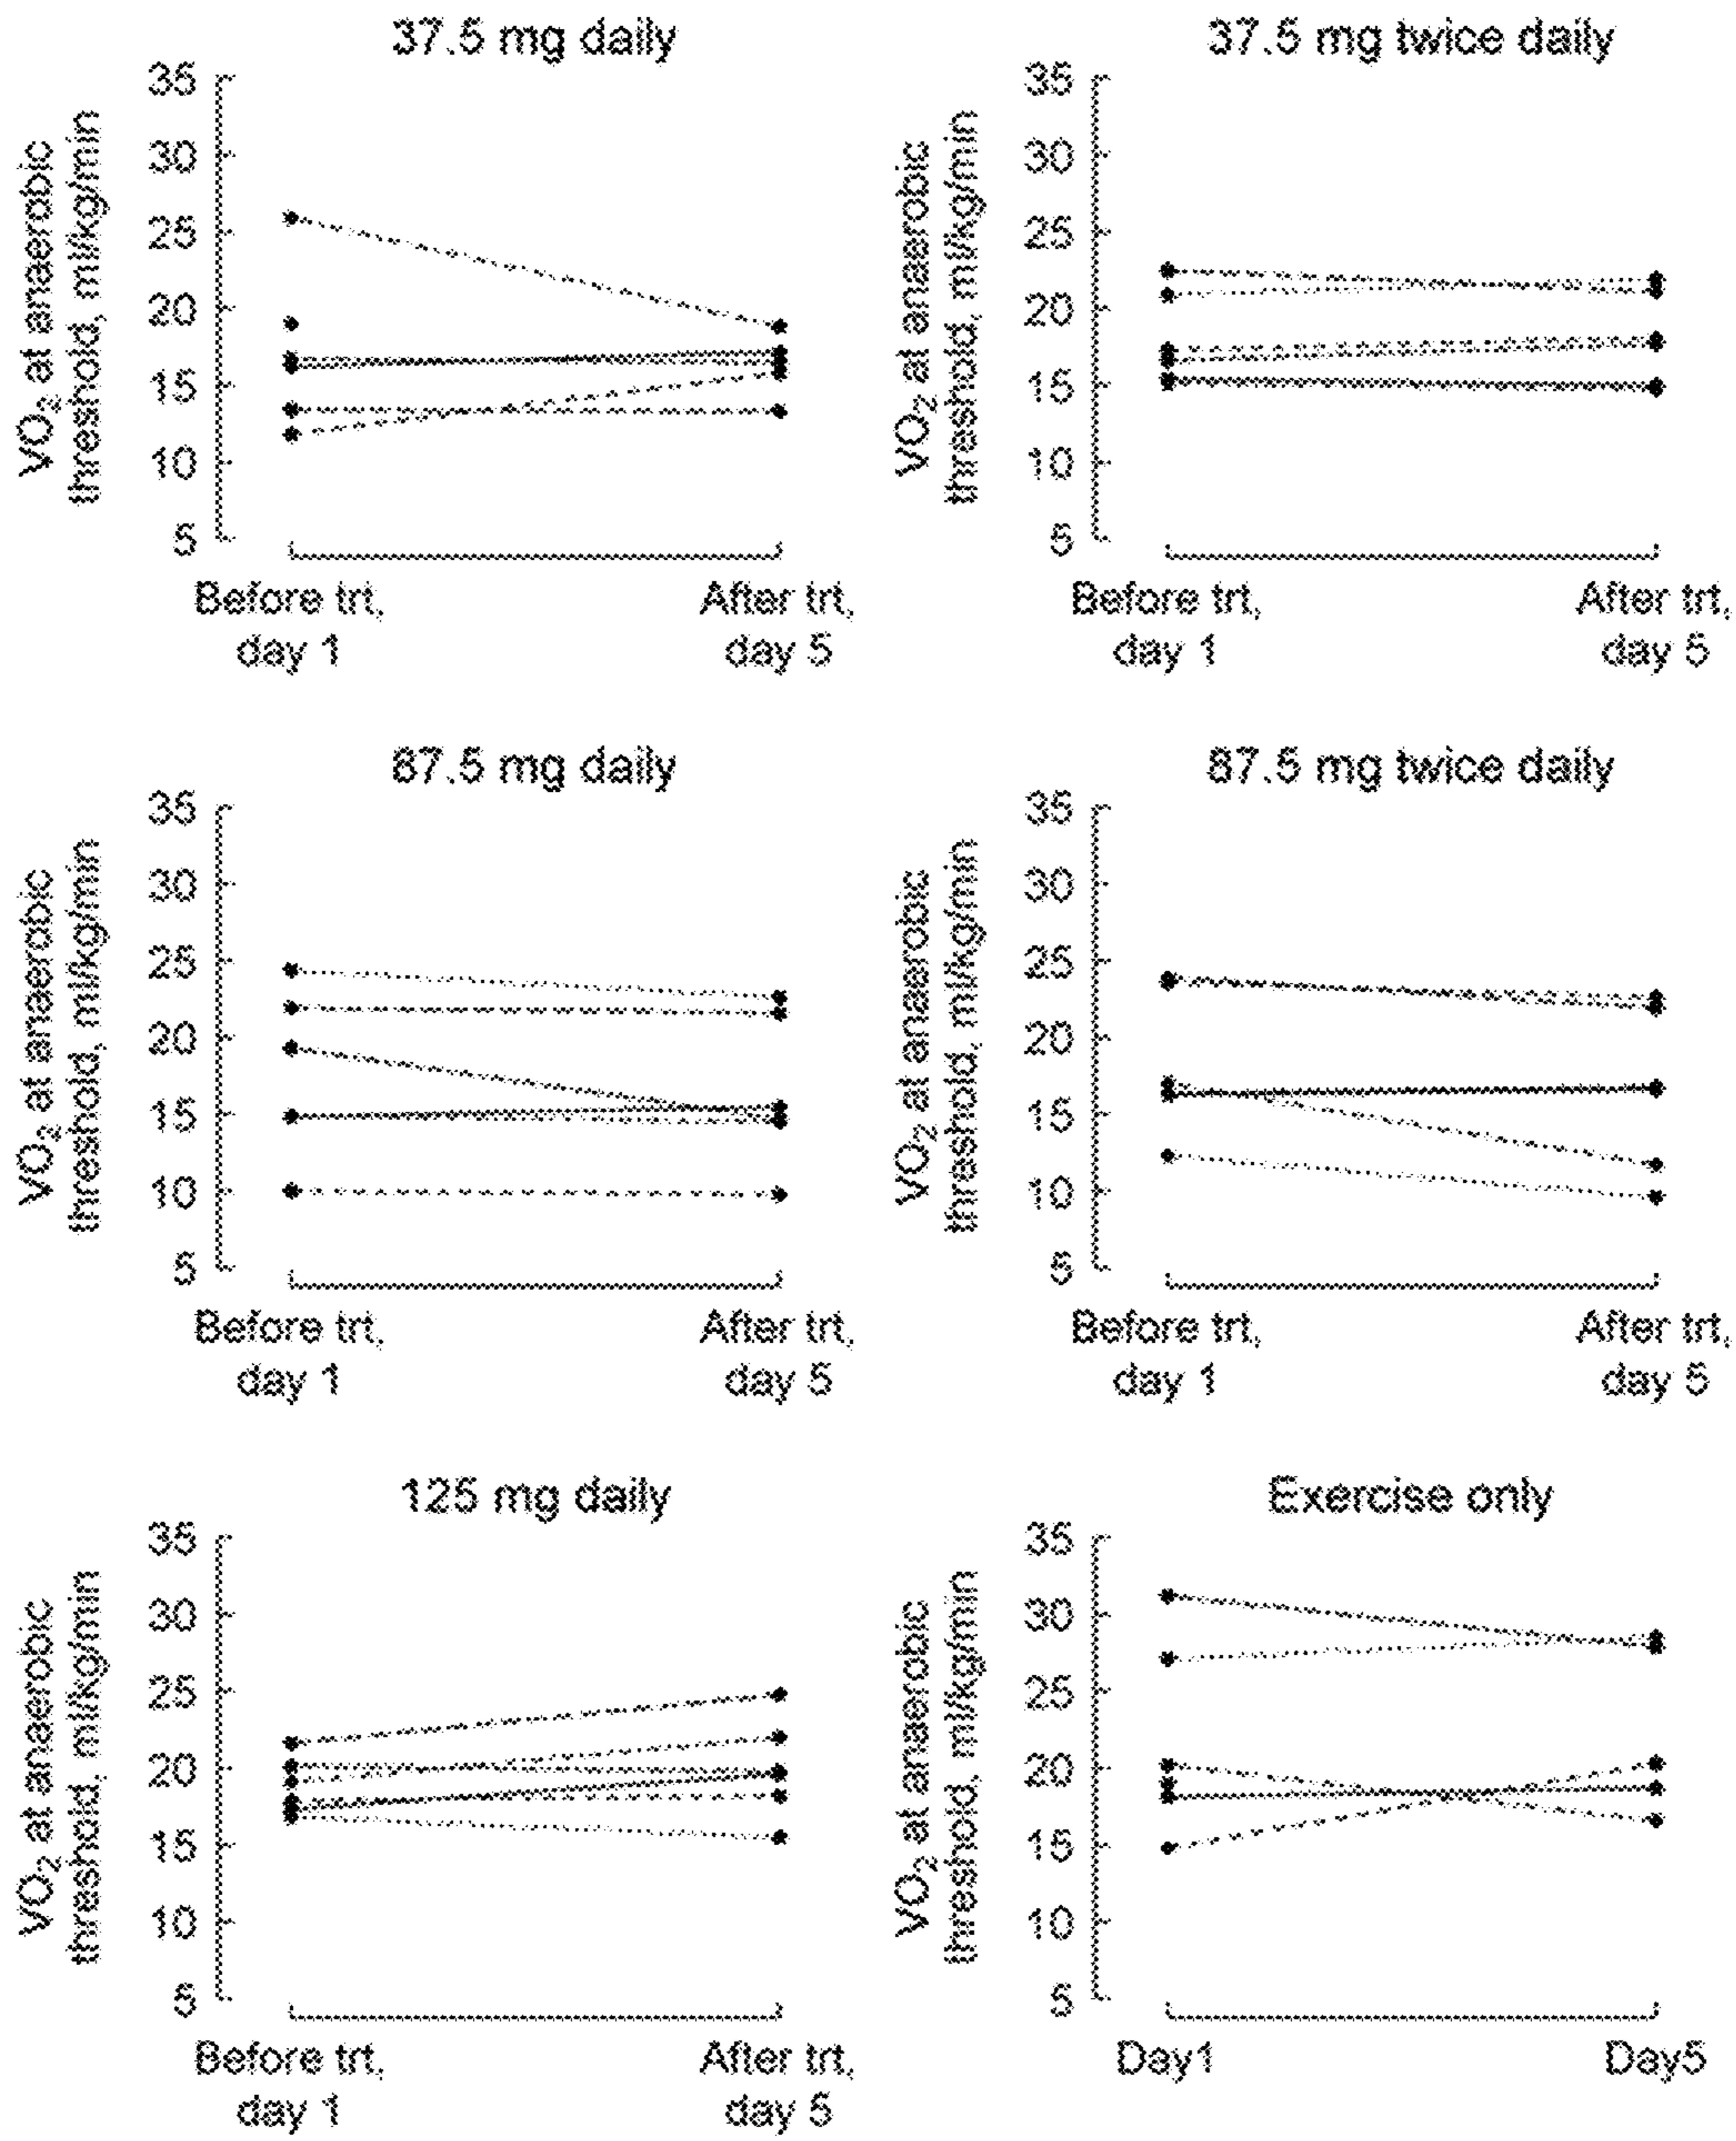 37.5 mg daily
VO₂ at anaerobic
threshold, ml/kg/min
35
30
25
20
15
10
5
Before trt,
day 1
After trt,
day 5
37.5 mg twice daily
VO₂ at anaerobic
threshold, ml/kg/min
35
30
25
20
15
10
5
Before trt,
day 1
After trt,
day 5
87.5 mg daily
VO₂ at anaerobic
threshold, ml/kg/min
35
30
25
20
15
10
5
Before trt,
day 1
After trt,
day 5
87.5 mg twice daily
VO₂ at anaerobic
threshold, ml/kg/min
35
30
25
20
15
10
5
Before trt,
day 1
After trt,
day 5
125 mg daily
VO₂ at anaerobic
threshold, ml/kg/min
35
30
25
20
15
10
5
Before trt,
day 1
After trt,
day 5
Exercise only
VO₂ at anaerobic
threshold, ml/kg/min
35
30
25
20
15
10
5
Day1
Day5